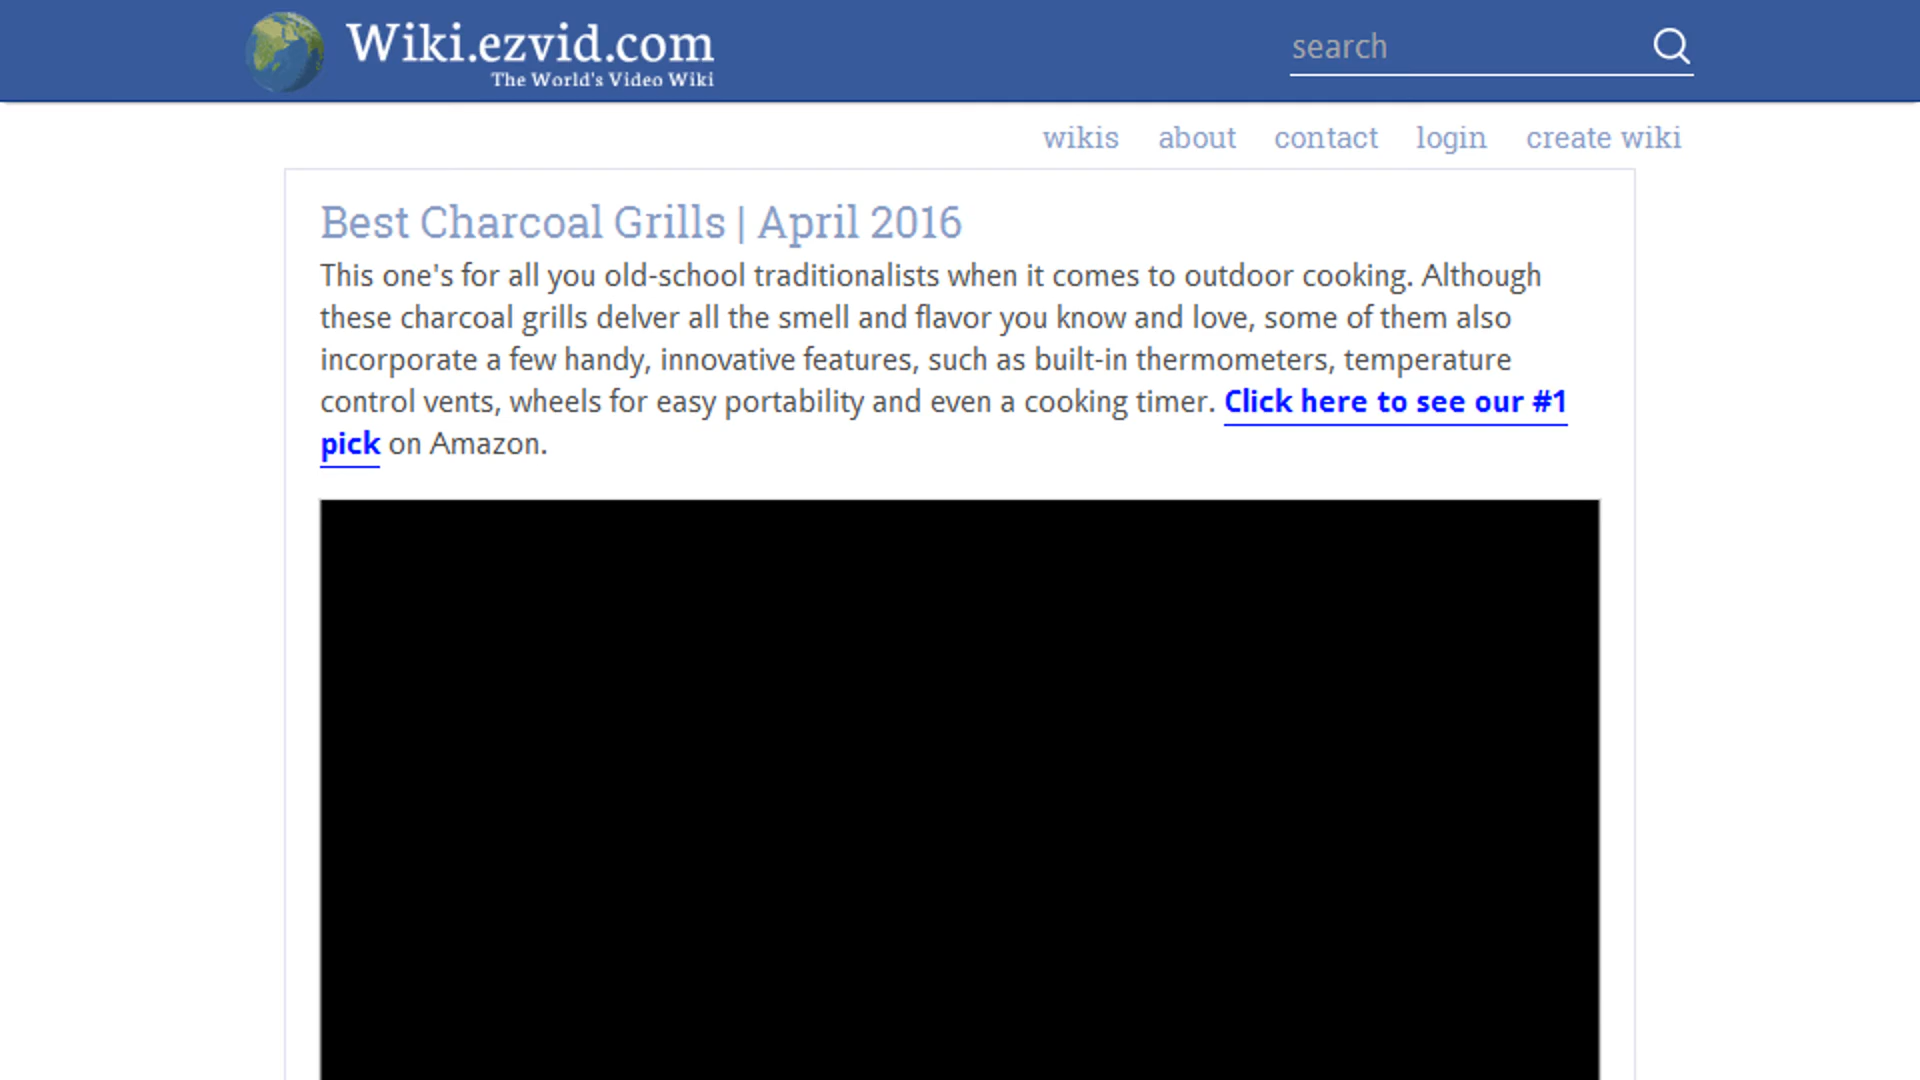 Wiki.ezvid.com
The World's Video Wiki
search
wikis about contact login create wiki
Best Charcoal Grills | April 2016
This one's for all you old-school traditionalists when it comes to outdoor cooking. Although
these charcoal grills delver all the smell and flavor you know and love, some of them also
incorporate a few handy, innovative features, such as built-in thermometers, temperature
control vents, wheels for easy portability and even a cooking timer. Click here to see our #1
pick on Amazon.